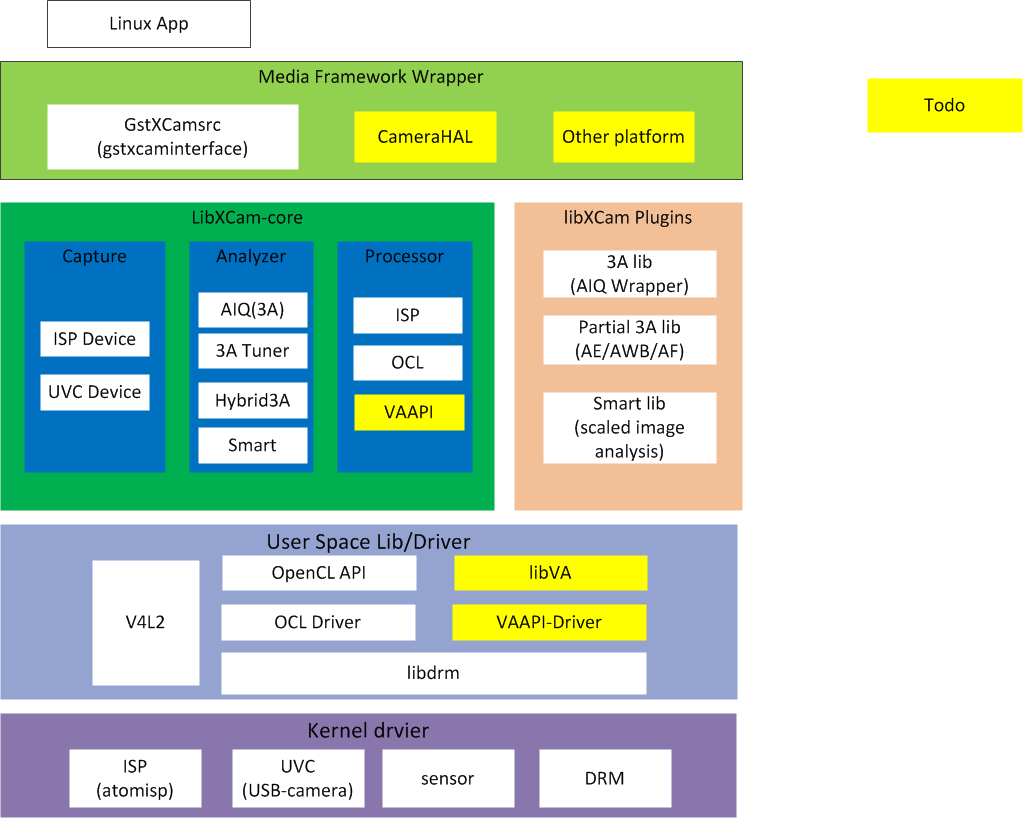 Linux App
Media Framework Wrapper
GstXCamsrc
(gstxcaminterface)
CameraHAL
Other platform
Todo
LibXCam-core
Capture
ISP Device
UVC Device
Analyzer
AIQ(3A)
3A Tuner
Hybrid3A
Smart
Processor
ISP
OCL
VAAPI
libXCam Plugins
3A lib
(AIQ Wrapper)
Partial 3A lib
(AE/AWB/AF)
Smart lib
(scaled image
analysis)
User Space Lib/Driver
V4L2
OpenCL API
libVA
OCL Driver
VAAPI-Driver
libdrm
Kernel drvier
ISP
(atomisp)
UVC
(USB-camera)
sensor
DRM